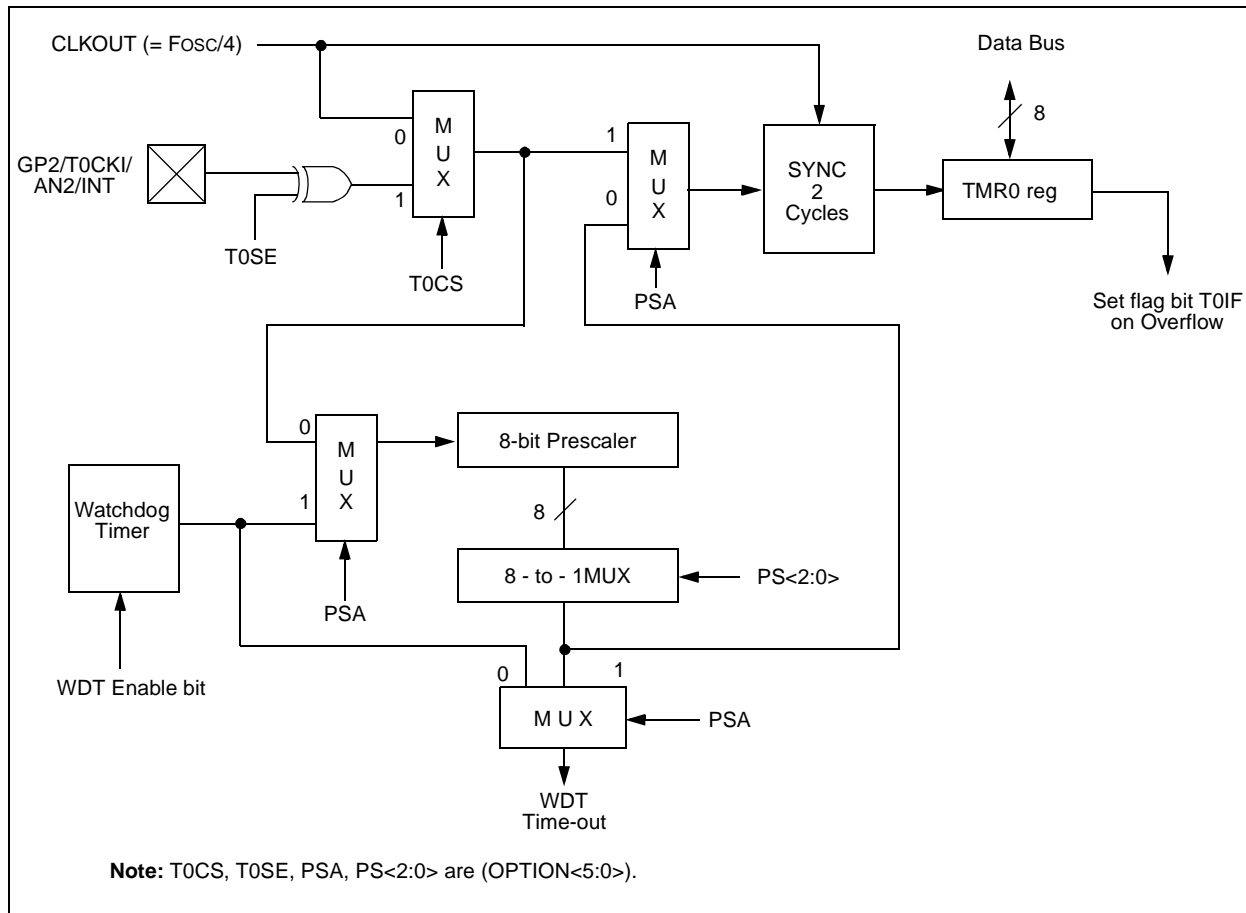 CLKOUT (= FOSC/4)
Data Bus
8
M
U
X
0
1
GP2/T0CKI/
AN2/INT
T0SE
T0CS
1
0
M
U
X
PSA
SYNC
2
Cycles
TMR0 reg
Set flag bit T0IF
on Overflow
0
1
M
U
X
PSA
Watchdog
Timer
WDT Enable bit
8-bit Prescaler
8
8 - to - 1MUX
PS<2:0>
0
1
M U X
PSA
WDT
Time-out
Note: T0CS, T0SE, PSA, PS<2:0> are (OPTION<5:0>).